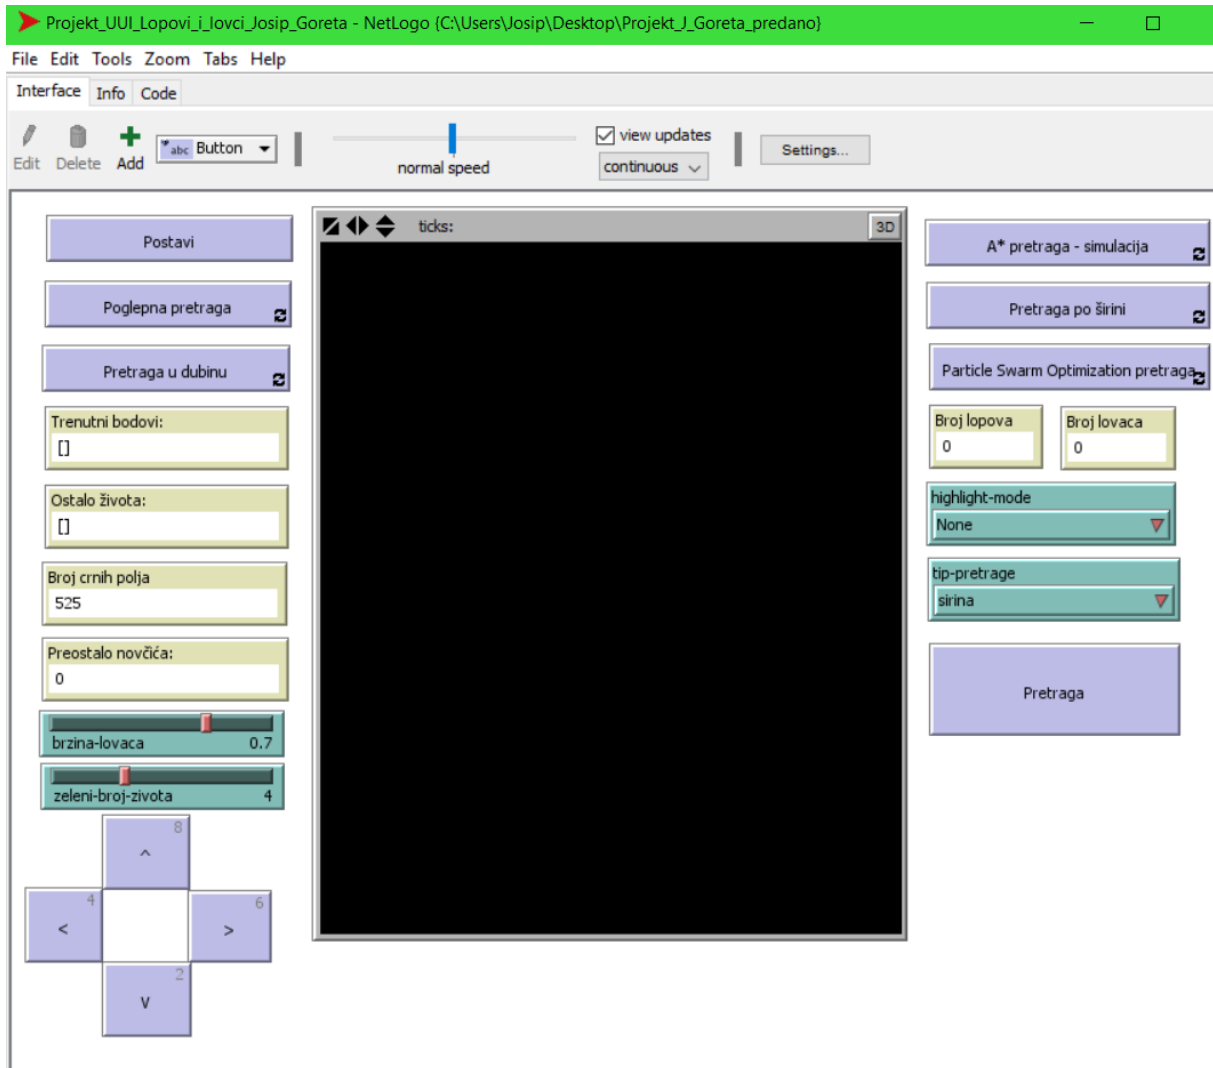 Projekt_UUI_Lopovi_i_lovci_Josip_Goreta - NetLogo {C:\Users\Josip\Desktop\Projekt_J_Goreta_predano}
File Edit Tools Zoom Tabs Help
Interface Info Code
Edit Delete Add abc Button normal speed view updates continuous Settings...
Postavi
Poglepna pretraga
Pretraga u dubinu
Trenutni bodovi:
[]
Ostalo života:
[]
Broj crnih polja
525
Preostalo novčića:
0
brzina-lovaca 0.7
zeleni-broj-zivota 4
8
^
4
<
6
>
2
v
ticks: 3D
A* pretraga - simulacija
Pretraga po širini
Particle Swarm Optimization pretraga
Broj lopova
0
Broj lovaca
0
highlight-mode
None
tip-pretrage
sirina
Pretraga